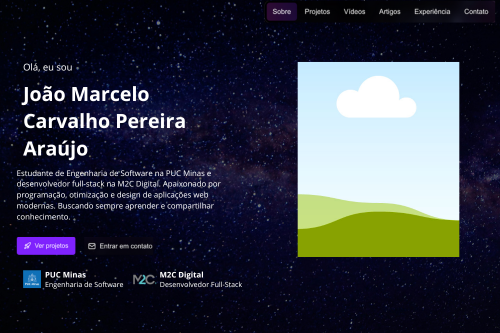 Sobre Projetos Vídeos Artigos Experiência Contato
Olá, eu sou
João Marcelo
Carvalho Pereira
Araújo
Estudante de Engenharia de Software na PUC Minas e
desenvolvedor full-stack na M2C Digital. Apaixonado por
programação, otimização e design de aplicações web
modernas. Buscando sempre aprender e compartilhar
conhecimento.
Ver projetos Entrar em contato
PUC Minas
Engenharia de Software
M2C
M2C Digital
Desenvolvedor Full-Stack